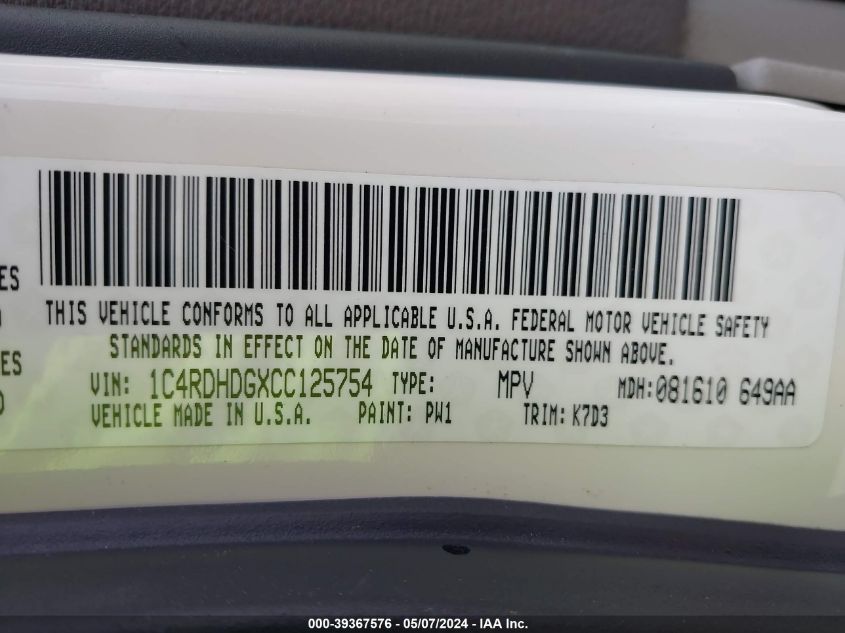 ES
THIS VEHICLE CONFORMS TO ALL APPLICABLE U.S.A. FEDERAL MOTOR VEHICLE SAFETY
STANDARDS IN EFFECT ON THE DATE OF MANUFACTURE SHOWN ABOVE.
ES
VIN: 1C4RDHDGXCC125754 TYPE: MPV MDH:081610 649AA
VEHICLE MADE IN U.S.A. PAINT: PW1 TRIM: K7D3
000-39367576 - 05/07/2024 - IAA Inc.